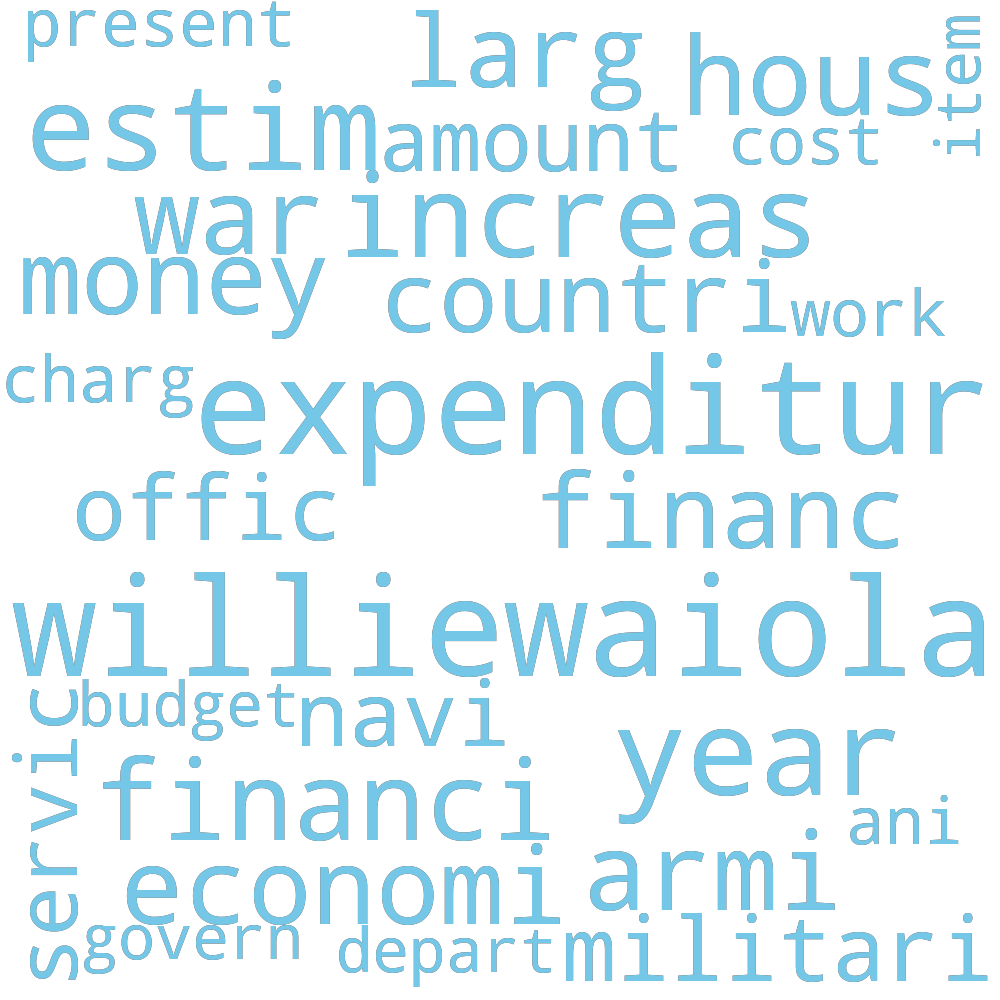 present
larg
hous
item
estim
amount
cost
war
increas
money
countri
work
charg
expenditur
offic
financ
williewaiola
budget
navi
servic
year
financi
ani
economi
armi
govern
depart
militari